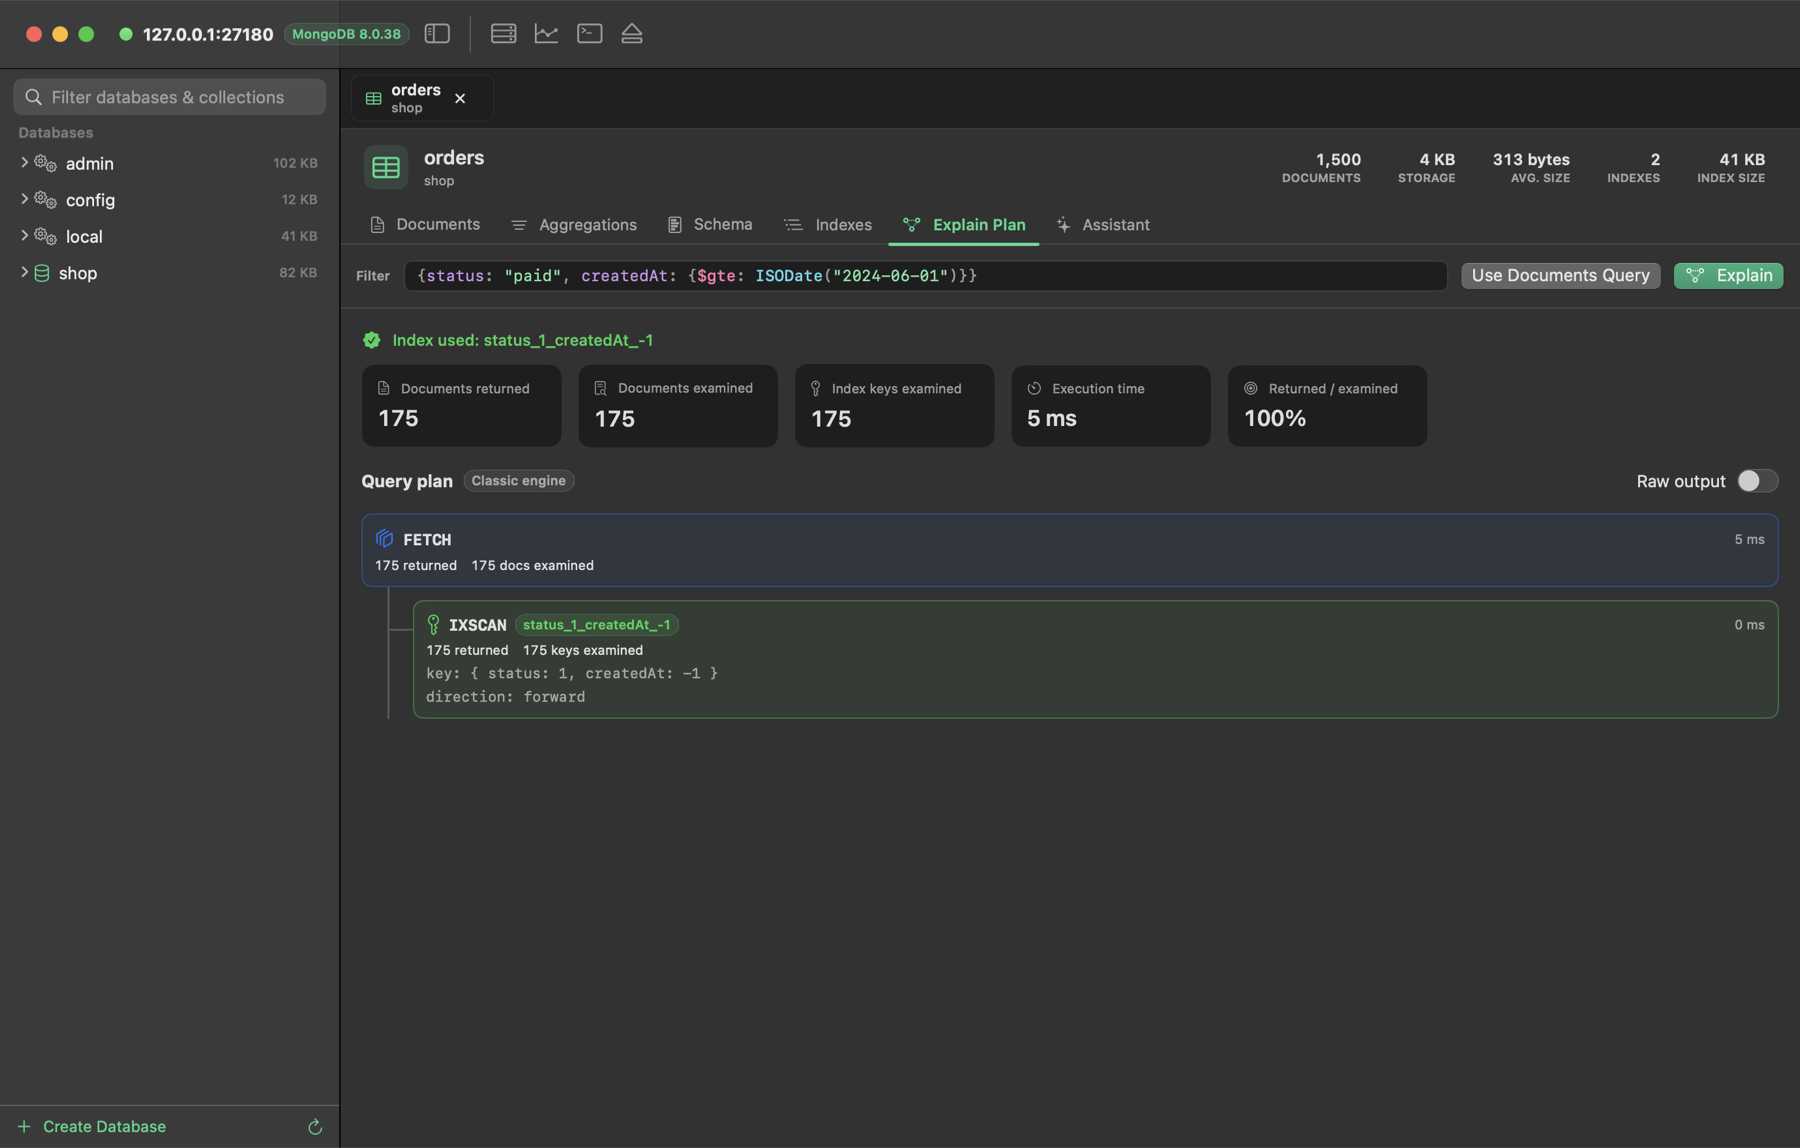 127.0.0.1:27180 MongoDB 8.0.38
Filter databases & collections
Databases
admin 102 KB
config 12 KB
local 41 KB
shop 82 KB
Create Database
orders
shop
orders
shop
1,500 DOCUMENTS
4 KB STORAGE
313 bytes AVG. SIZE
2 INDEXES
41 KB INDEX SIZE
Documents Aggregations Schema Indexes Explain Plan Assistant
Filter {status: "paid", createdAt: {$gte: ISODate("2024-06-01")}} Use Documents Query Explain
Index used: status_1_createdAt_-1
Documents returned
175
Documents examined
175
Index keys examined
175
Execution time
5 ms
Returned / examined
100%
Query plan Classic engine Raw output
FETCH 5 ms
175 returned 175 docs examined
IXSCAN status_1_createdAt_-1 0 ms
175 returned 175 keys examined
key: { status: 1, createdAt: -1 }
direction: forward